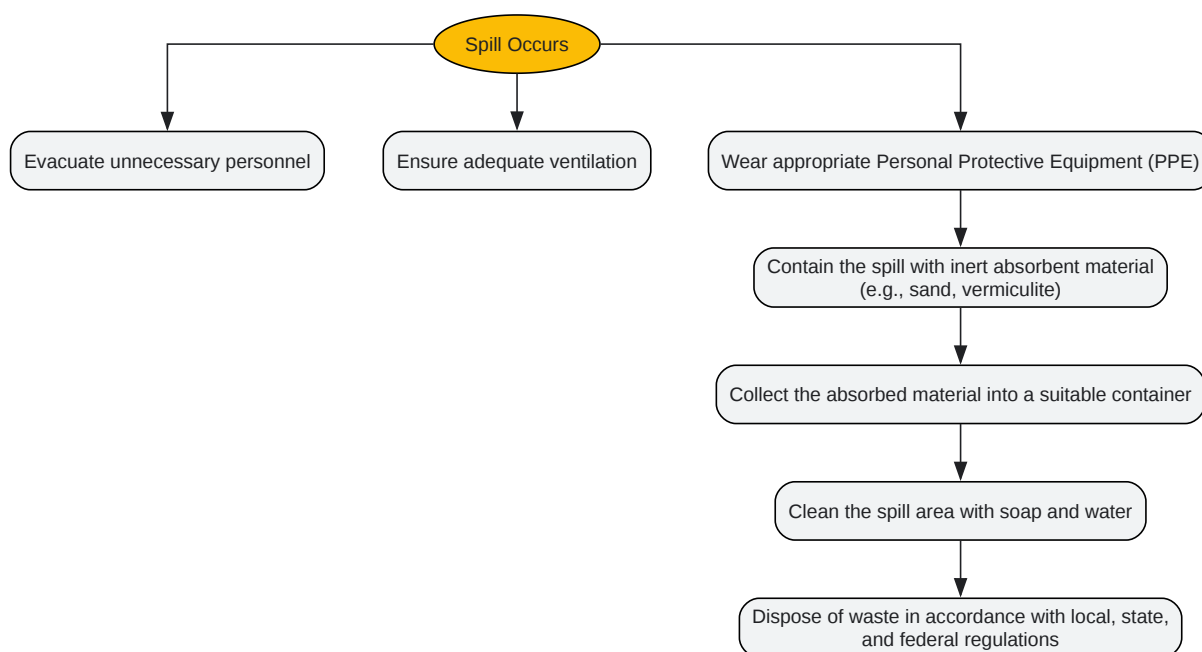 Spill Occurs
Evacuate unnecessary personnel
Ensure adequate ventilation
Wear appropriate Personal Protective Equipment (PPE)
Contain the spill with inert absorbent material
(e.g., sand, vermiculite)
Collect the absorbed material into a suitable container
Clean the spill area with soap and water
Dispose of waste in accordance with local, state,
and federal regulations